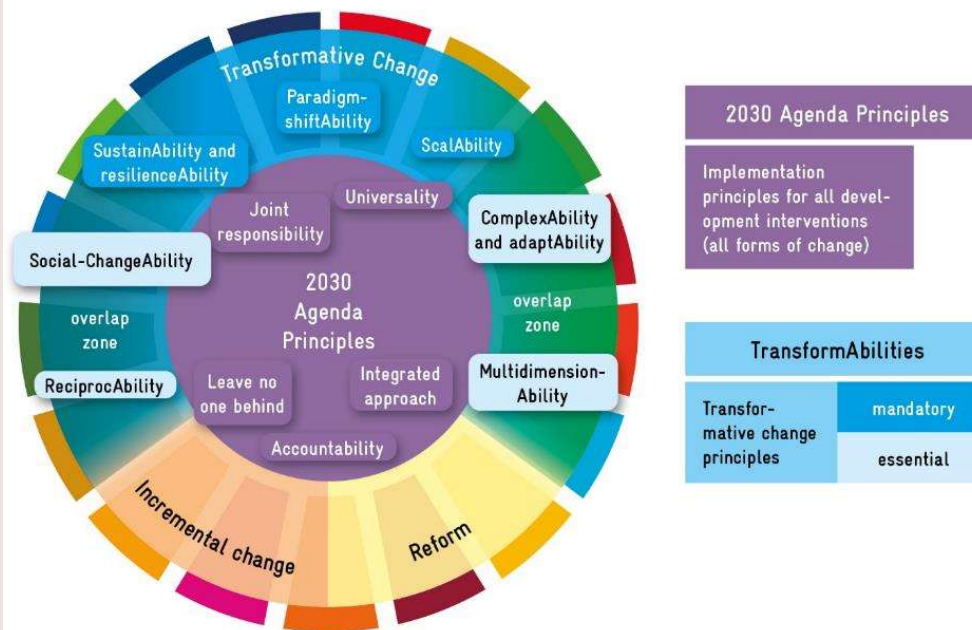 Transformative Change
Paradigm-
shiftAbility
SustainAbility and
resilienceAbility
ScalAbility
Joint
responsibility
Universality
ComplexAbility
and adaptAbility
Social-ChangeAbility
2030
Agenda
Principles
overlap
zone
overlap
zone
ReciprocAbility
Leave no
one behind
Integrated
approach
Multidimension-
Ability
Accountability
Incremental change
Reform
2030 Agenda Principles
Implementation
principles for all devel-
opment interventions
(all forms of change)
TransformAbilities
Transfor-
mative change
principles
mandatory
essential